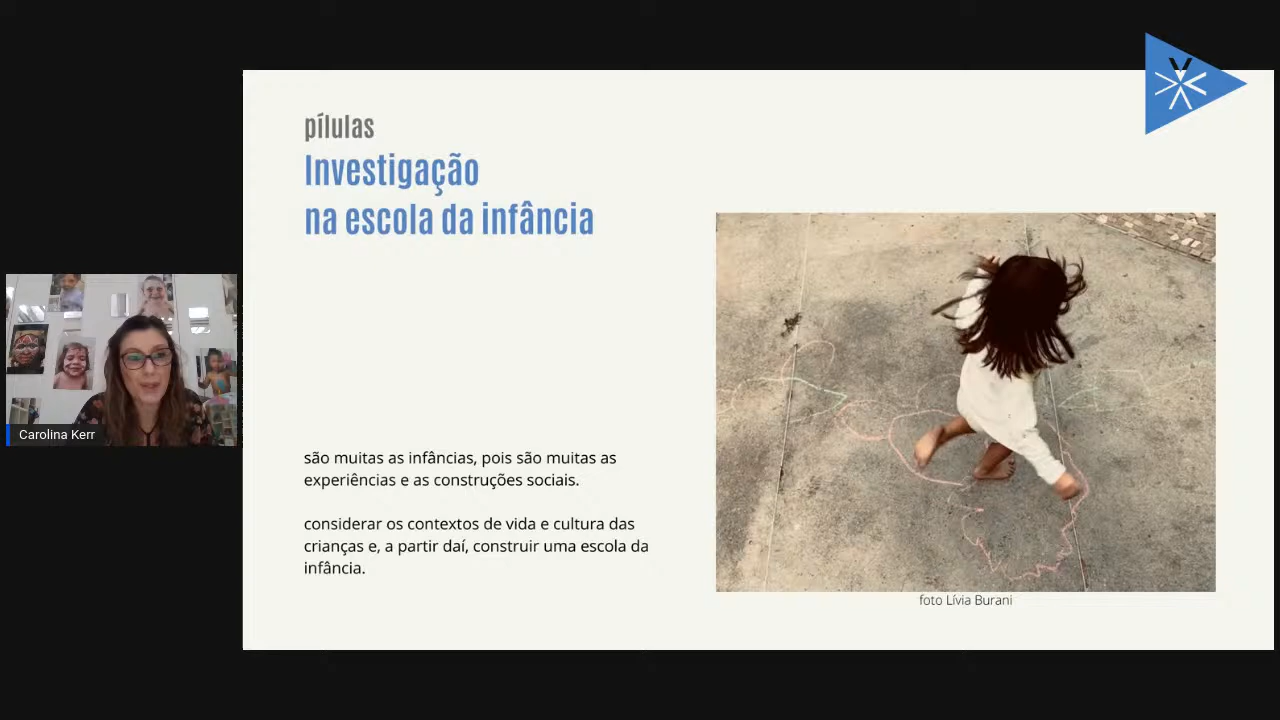 pílulas
Investigação
na escola da infância
Carolina Kerr
são muitas as infâncias, pois são muitas as
experiências e as construções sociais.
considerar os contextos de vida e cultura das
crianças e, a partir daí, construir uma escola da
infância.
foto Lívia Burani